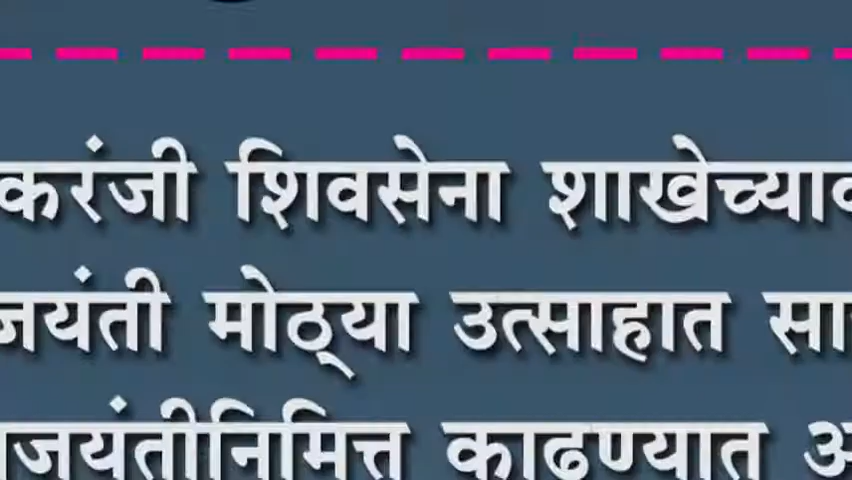 करंजी शिवसेना शाखेच्याव
जयंती मोठ्या उत्साहात सा
जयंतीनिमित्त काढण्यात